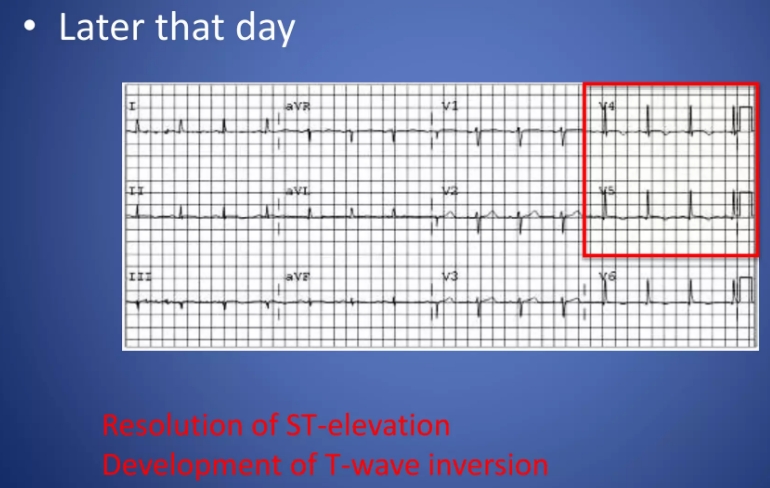 • Later that day
I aVR V1 V4
II aVL V2 V5
III aVF V3 V6
Resolution of ST-elevation
Development of T-wave inversion